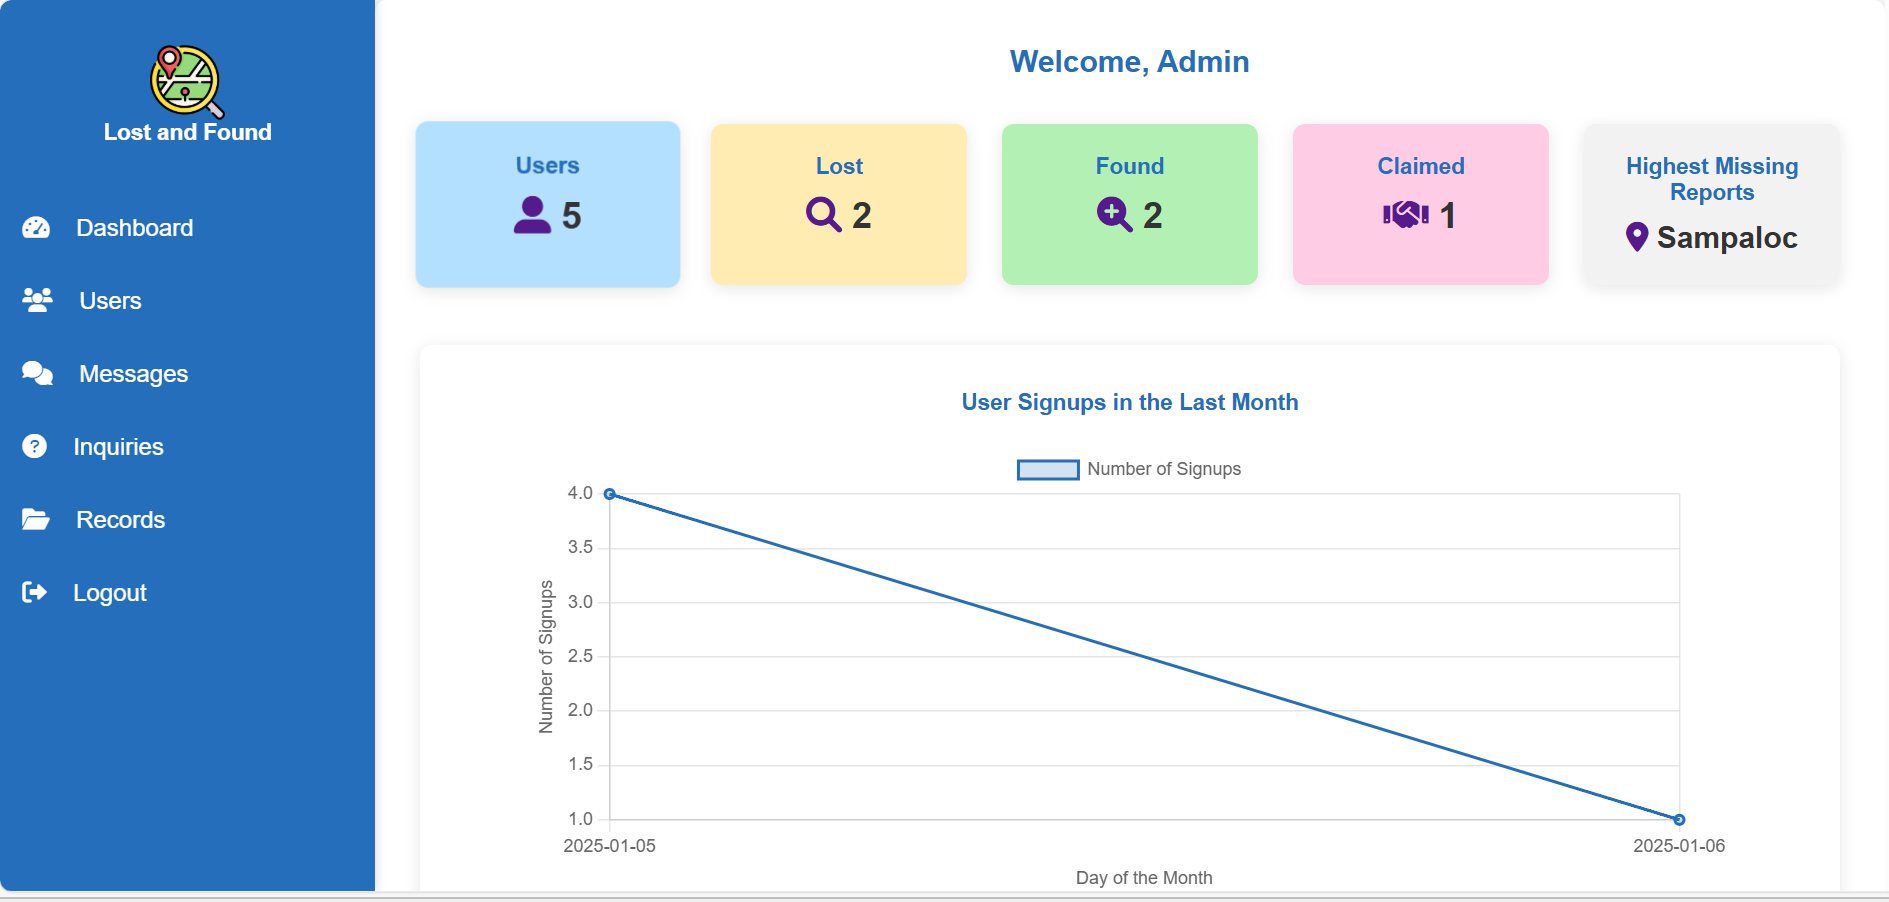 Lost and Found
Dashboard
Users
Messages
Inquiries
Records
Logout
Welcome, Admin
Users
5
Lost
2
Found
2
Claimed
1
Highest Missing
Reports
Sampaloc
User Signups in the Last Month
Number of Signups
Number of Signups
4.0
3.5
3.0
2.5
2.0
1.5
1.0
2025-01-05
2025-01-06
Day of the Month